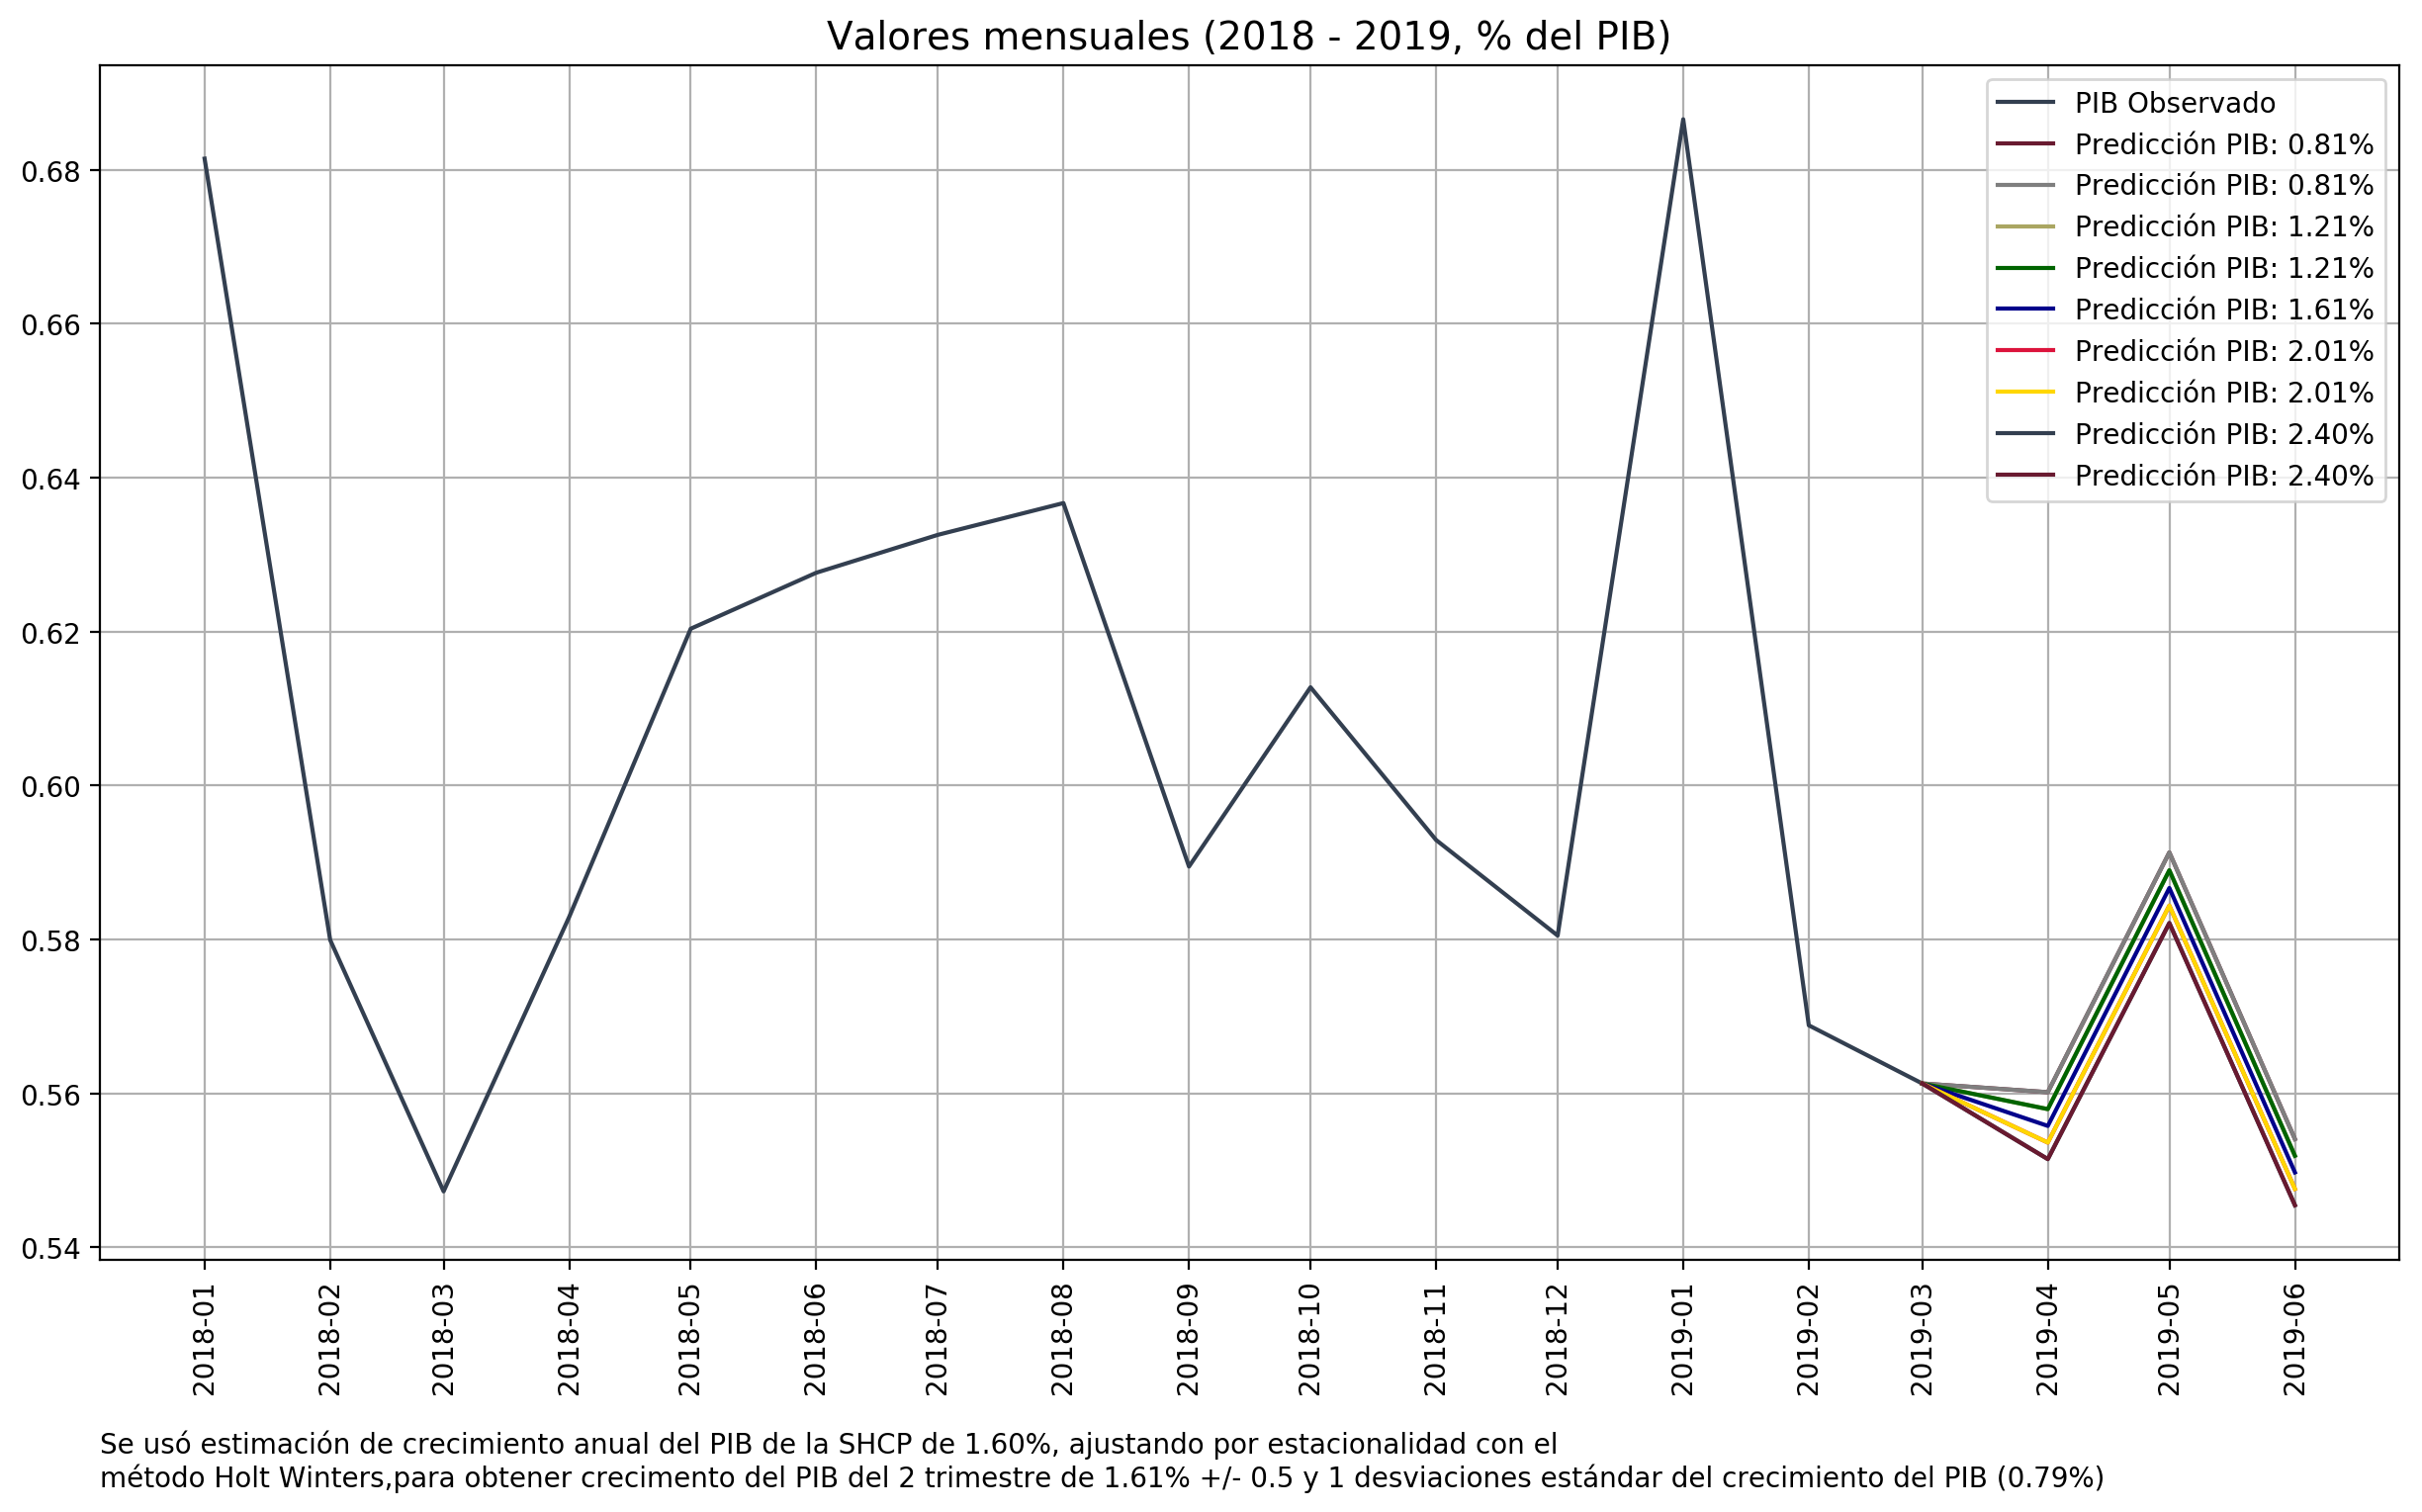 Valores mensuales (2018 - 2019, % del PIB)
PIB Observado
Predicción PIB: 0.81%
Predicción PIB: 0.81%
Predicción PIB: 1.21%
Predicción PIB: 1.21%
Predicción PIB: 1.61%
Predicción PIB: 2.01%
Predicción PIB: 2.01%
Predicción PIB: 2.40%
Predicción PIB: 2.40%
0.68
0.66
0.64
0.62
0.60
0.58
0.56
0.54
2018-01
2018-02
2018-03
2018-04
2018-05
2018-06
2018-07
2018-08
2018-09
2018-10
2018-11
2018-12
2019-01
2019-02
2019-03
2019-04
2019-05
2019-06
Se usó estimación de crecimiento anual del PIB de la SHCP de 1.60%, ajustando por estacionalidad con el
método Holt Winters,para obtener crecimento del PIB del 2 trimestre de 1.61% +/- 0.5 y 1 desviaciones estándar del crecimiento del PIB (0.79%)